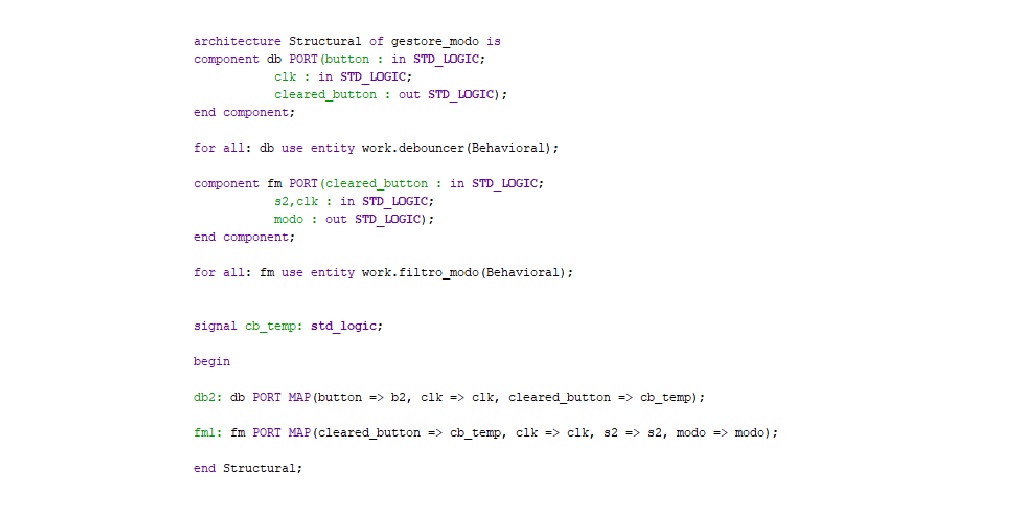 architecture Structural of gestore_modo is
component db PORT(button : in STD_LOGIC;
clk : in STD_LOGIC;
cleared_button : out STD_LOGIC);
end component;
for all: db use entity work.debouncer(Behavioral);
component fm PORT(cleared_button : in STD_LOGIC;
s2,clk : in STD_LOGIC;
modo : out STD_LOGIC);
end component;
for all: fm use entity work.filtro_modo(Behavioral);
signal cb_temp: std_logic;
begin
db2: db PORT MAP(button => b2, clk => clk, cleared_button => cb_temp);
fm1: fm PORT MAP(cleared_button => cb_temp, clk => clk, s2 => s2, modo => modo);
end Structural;